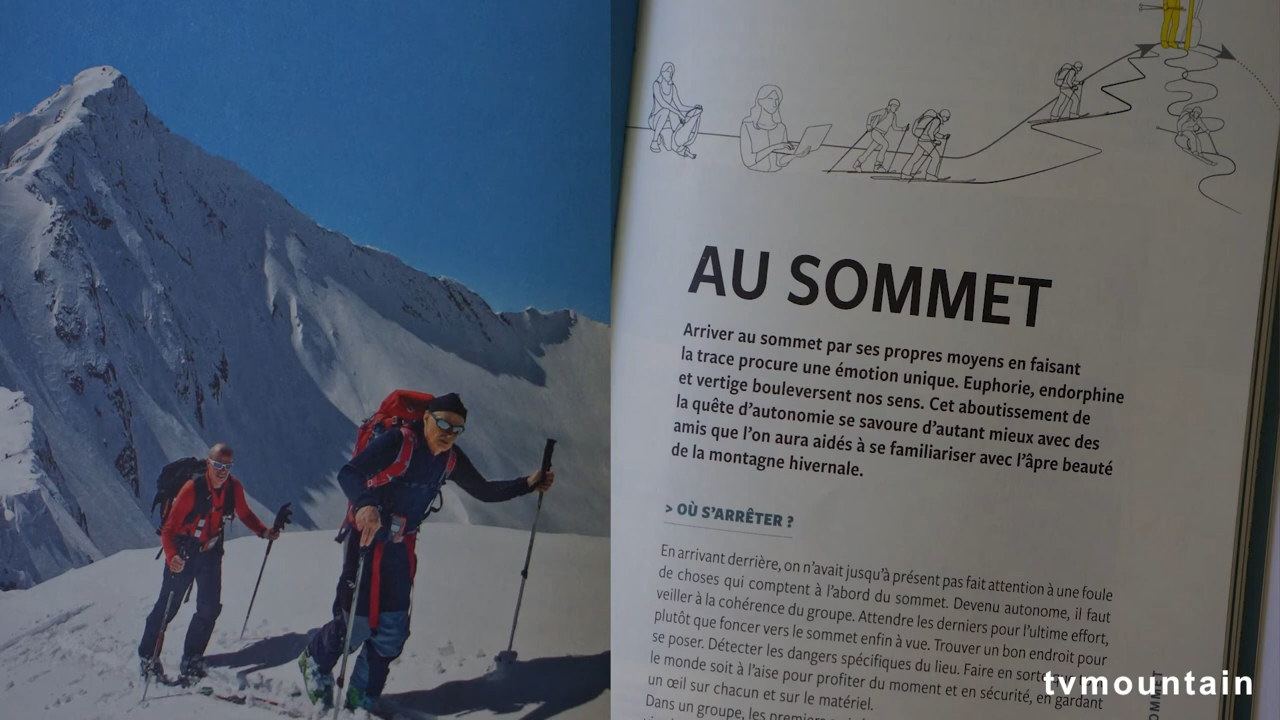 AU SOMMET
Arriver au sommet par ses propres moyens en faisant
la trace procure une émotion unique. Euphorie, endorphine
et vertige bouleversent nos sens. Cet aboutissement de
la quête d'autonomie se savoure d'autant mieux avec des
amis que l'on aura aidés à se familiariser avec l'âpre beauté
de la montagne hivernale.
> OÙ S'ARRÊTER ?
En arrivant derrière, on n'avait jusqu'à présent pas fait attention à une foule
de choses qui comptent à l'abord du sommet. Devenu autonome, il faut
veiller à la cohérence du groupe. Attendre les derniers pour l'ultime effort,
plutôt que foncer vers le sommet enfin à vue. Trouver un bon endroit pour
se poser. Détecter les dangers spécifiques du lieu. Faire en sort
le monde soit à l'aise pour profiter du moment et en sécurité, en gardant
un œil sur chacun et sur le matériel.
Dans un groupe, les premiers
tvmountain